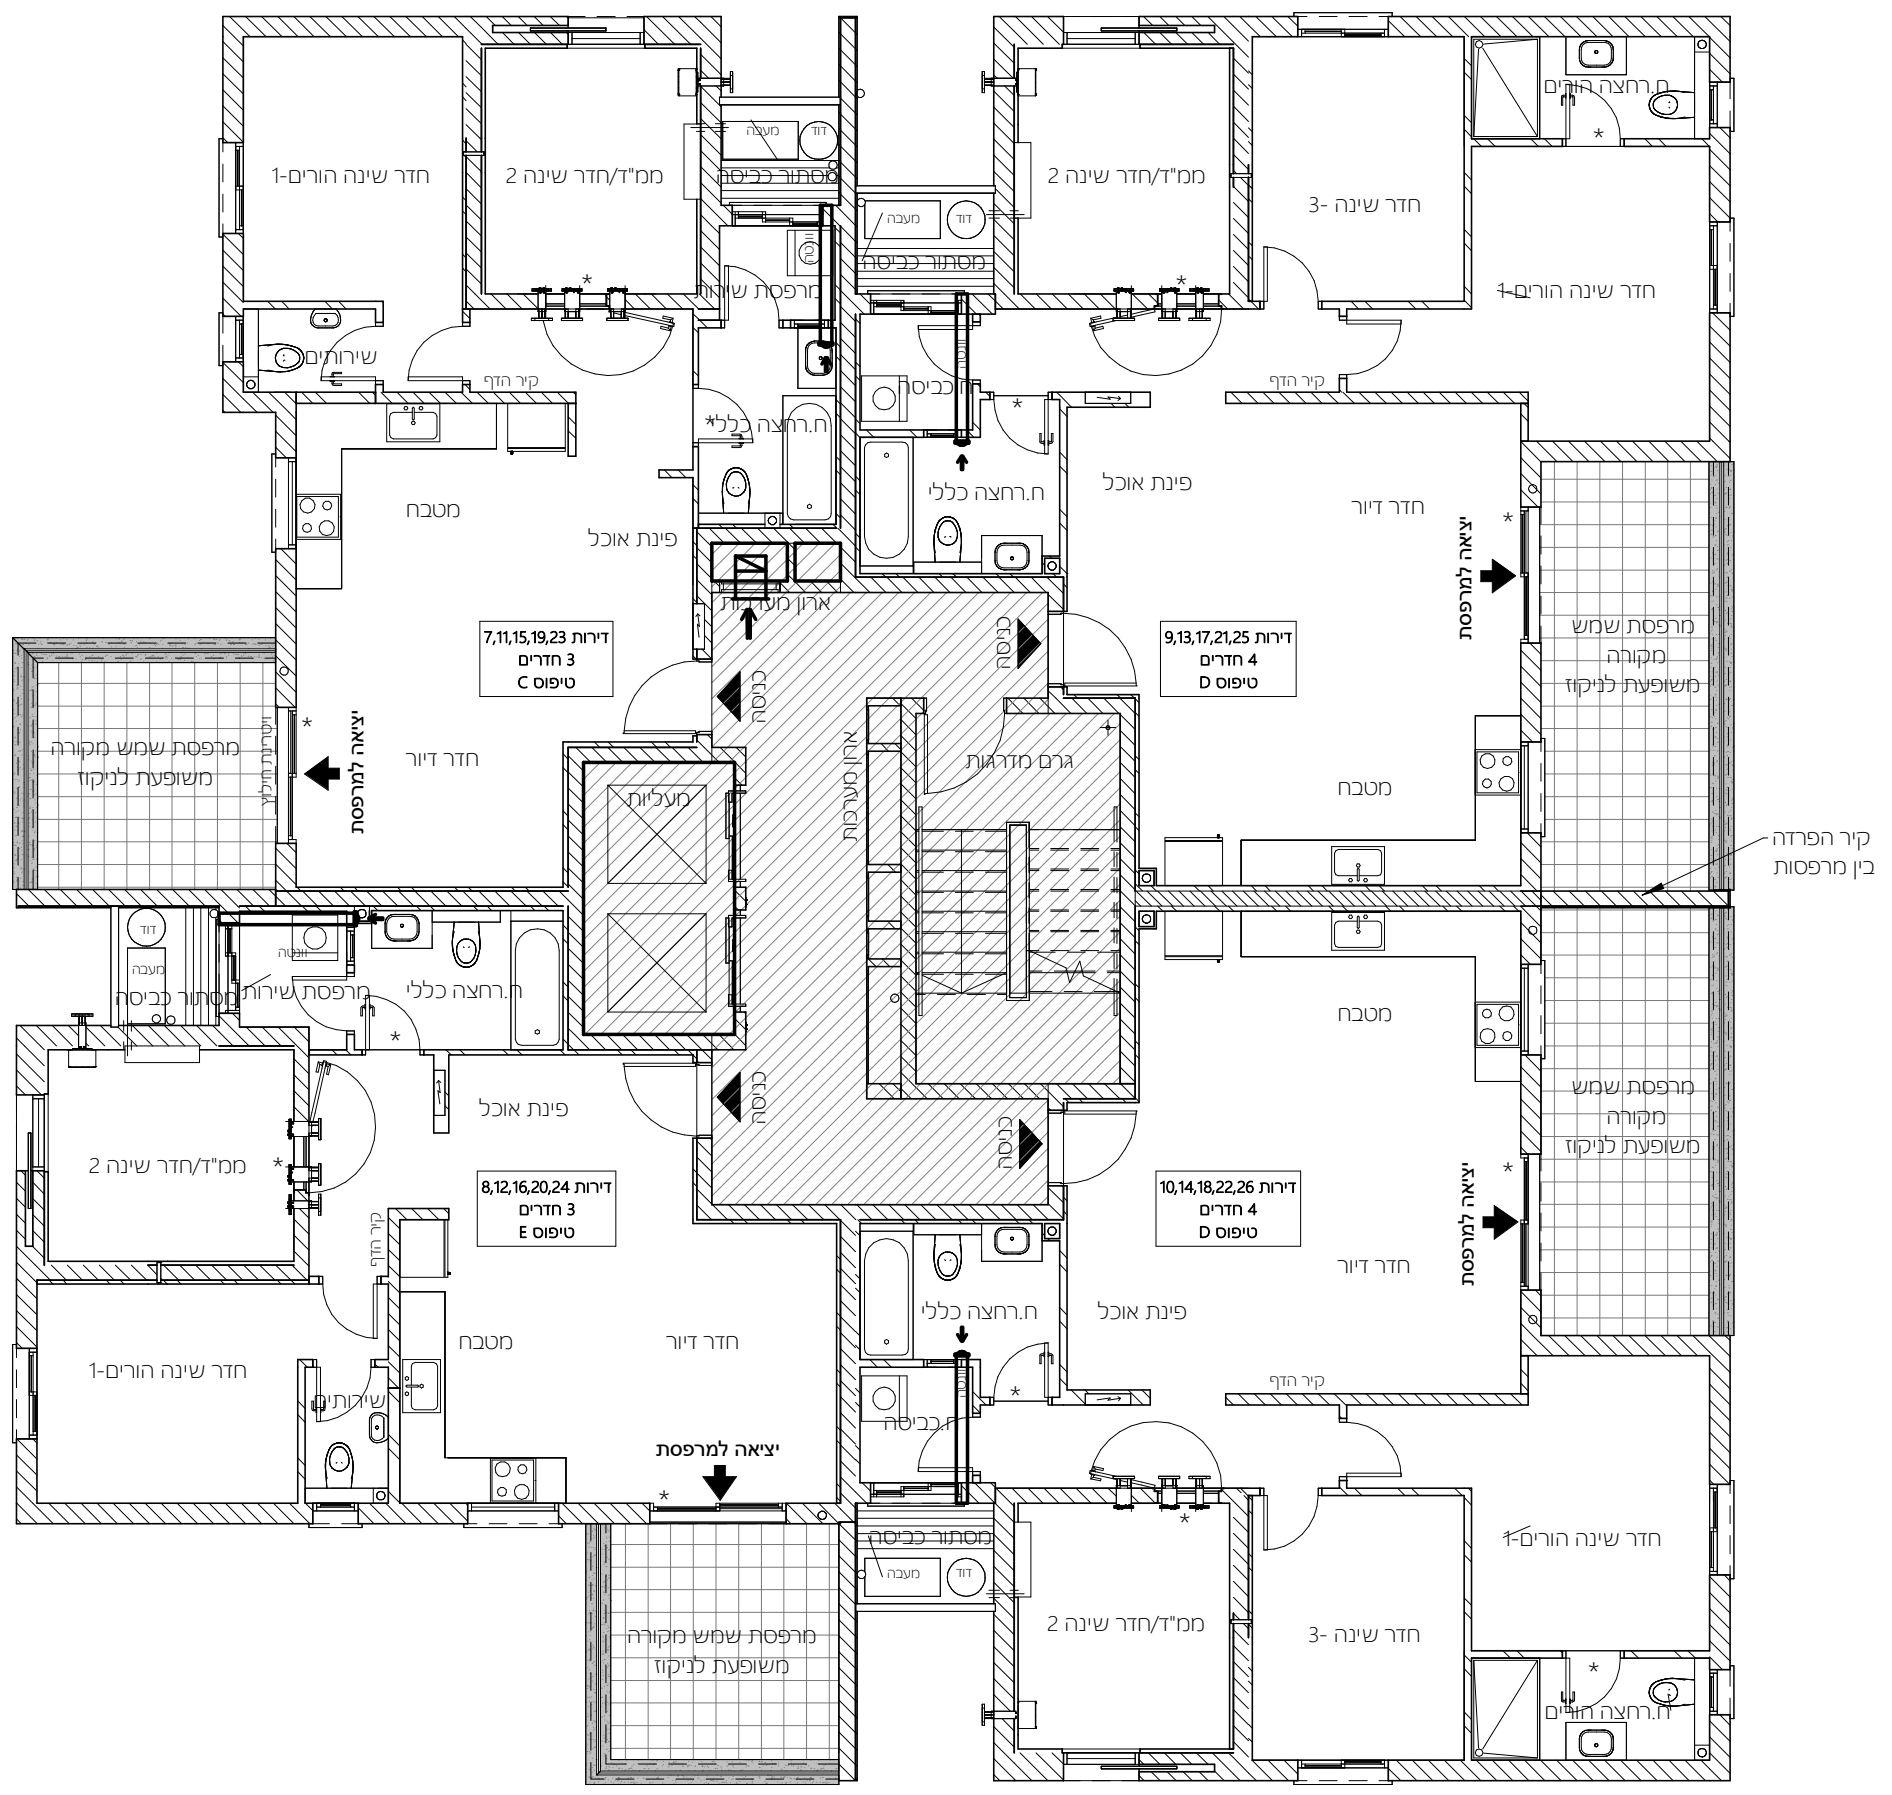 ח.רחצה הורים
*
דוד
מעבה
מסתור כביסה
חדר שינה הורים-1
ממ"ד/חדר שינה 2
ממ"ד/חדר שינה 2
חדר שינה -3
מעבה
דוד
מסתור כביסה
חדר שינה הורים-1
*
*
מרפסת שירות
וונטה
שירותים
קיר הדף
קיר הדף
ח.כביסה
וונטה
*
*
ח.רחצה כללי
מטבח
פינת אוכל
ח.רחצה כללי
פינת אוכל
חדר דיור
*
יציאה למרפסת
ארון מערכות
דירות 7,11,15,19,23
3 חדרים
טיפוס C
כניסה
כניסה
דירות 9,13,17,21,25
4 חדרים
טיפוס D
מרפסת שמש
מקורה
משופעת לניקוז
מרפסת שמש מקורה
משופעת לניקוז
ויטרינת חילוץ
*
יציאה למרפסת
חדר דיור
מעליות
ארון מערכות
גרם מדרגות
מטבח
קיר הפרדה
בין מרפסות
דוד
מעבה
מסתור כביסה
וונטה
מרפסת שירות
ח.רחצה כללי
*
מטבח
פינת אוכל
כניסה
כניסה
מרפסת שמש
מקורה
משופעת לניקוז
ממ"ד/חדר שינה 2
*
קיר הדף
דירות 8,12,16,20,24
3 חדרים
טיפוס E
דירות 10,14,18,22,26
4 חדרים
טיפוס D
*
יציאה למרפסת
חדר דיור
חדר שינה הורים-1
שירותים
מטבח
חדר דיור
ח.רחצה כללי
פינת אוכל
קיר הדף
*
וונטה
ח.כביסה
יציאה למרפסת
*
*
מסתור כביסה
מעבה
דוד
חדר שינה הורים-1
מרפסת שמש מקורה
משופעת לניקוז
ממ"ד/חדר שינה 2
חדר שינה -3
*
ח.רחצה הורים